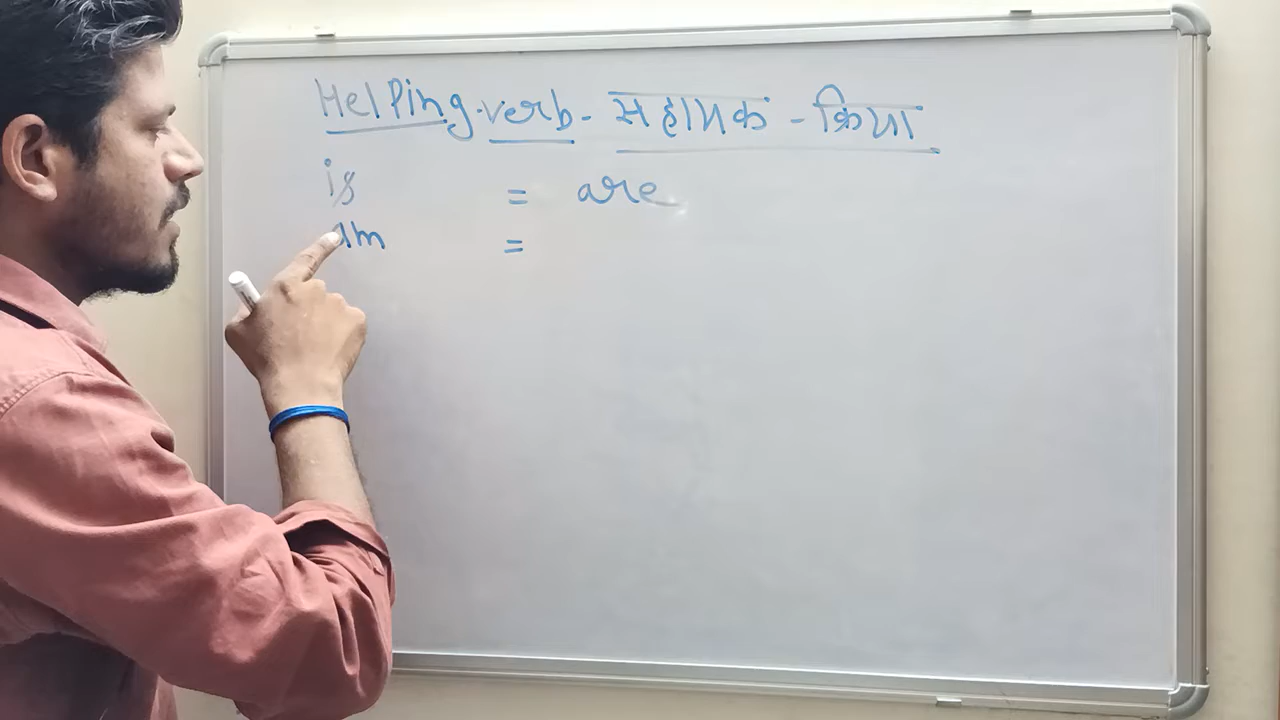 Helping-verb - सहायक - क्रिया
is = are
am =